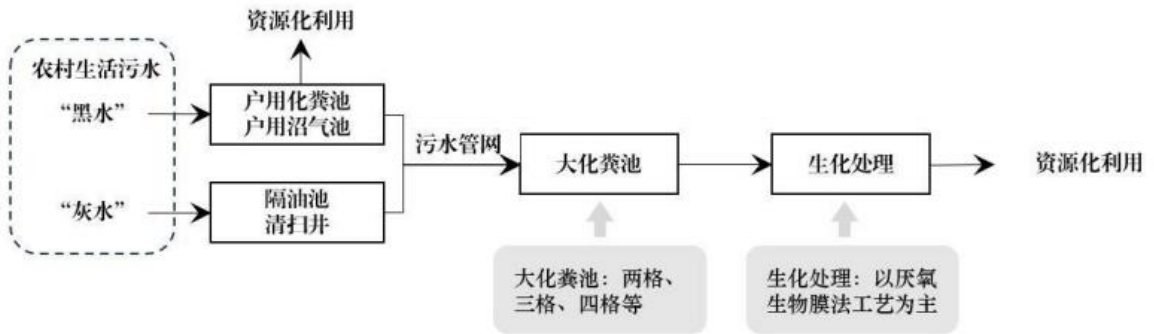 资源化利用
农村生活污水
“黑水”
户用化粪池
户用沼气池
污水管网
大化粪池
生化处理
资源化利用
“灰水”
隔油池
清扫井
大化粪池：两格、
三格、四格等
生化处理：以厌氧
生物膜法工艺为主